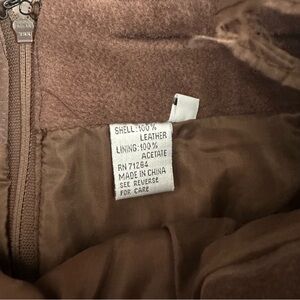 SHELL:100%
LEATHER
LINING:100%
ACETATE
RN 71264
MADE IN CHINA
SEE REVERSE
FOR CARE